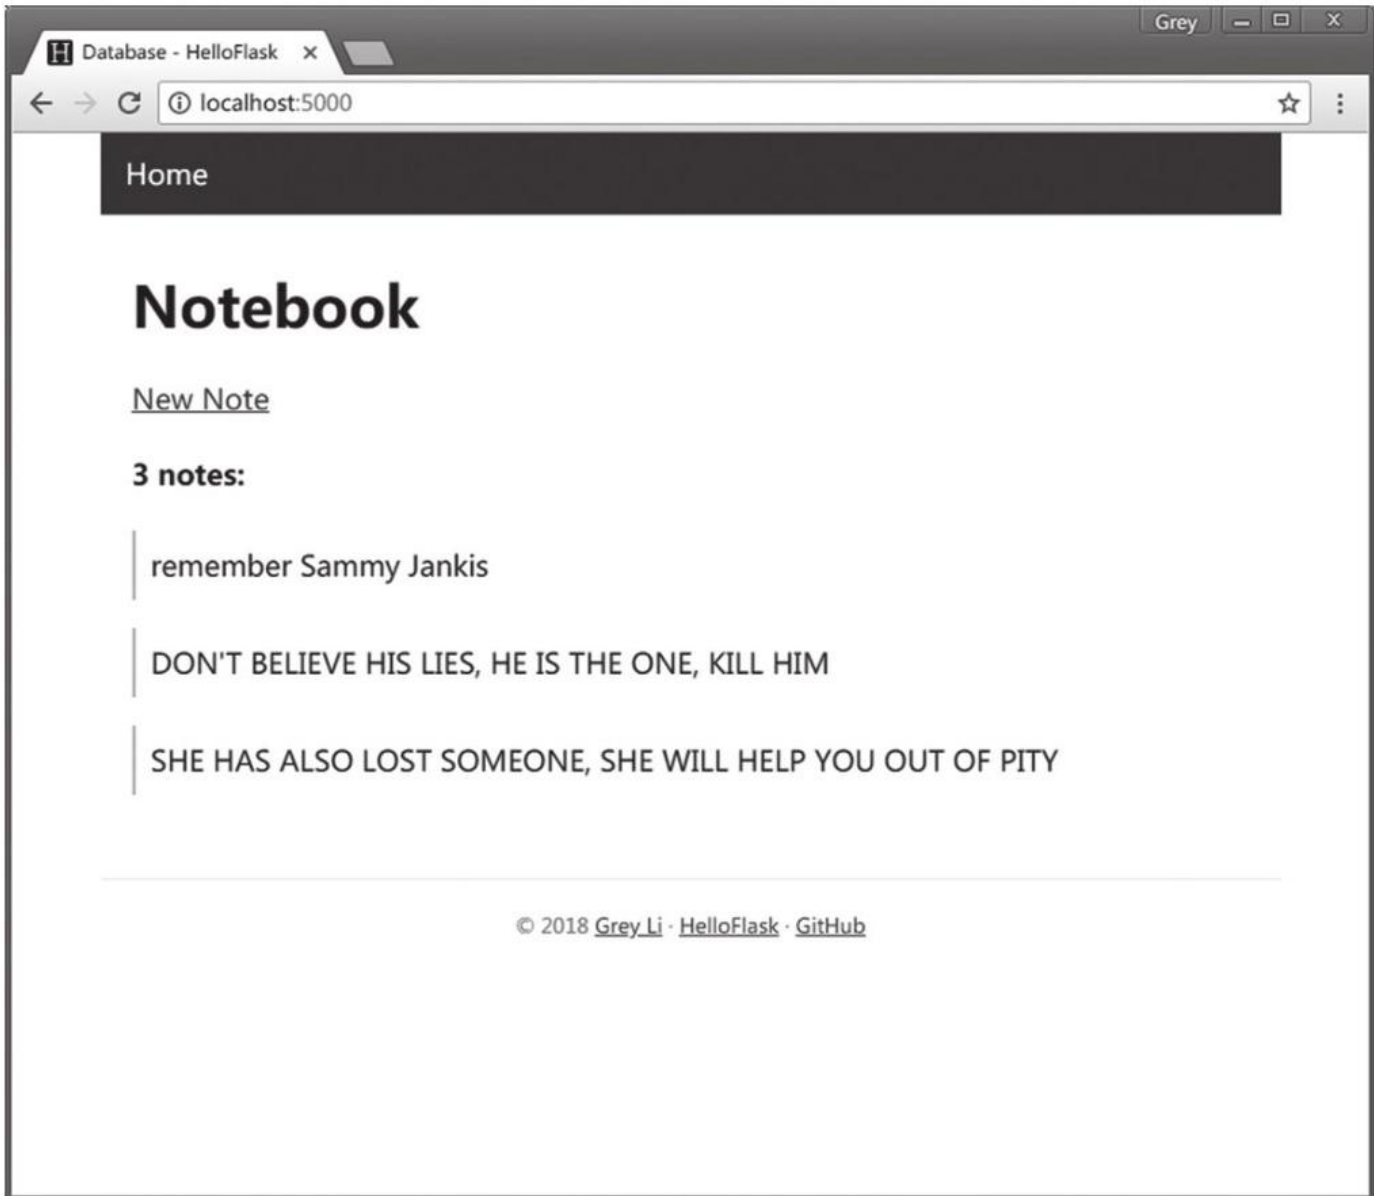 Grey
H Database - HelloFlask
localhost:5000
Home
Notebook
New Note
3 notes:
remember Sammy Jankis
DON'T BELIEVE HIS LIES, HE IS THE ONE, KILL HIM
SHE HAS ALSO LOST SOMEONE, SHE WILL HELP YOU OUT OF PITY
© 2018 Grey Li · HelloFlask · GitHub